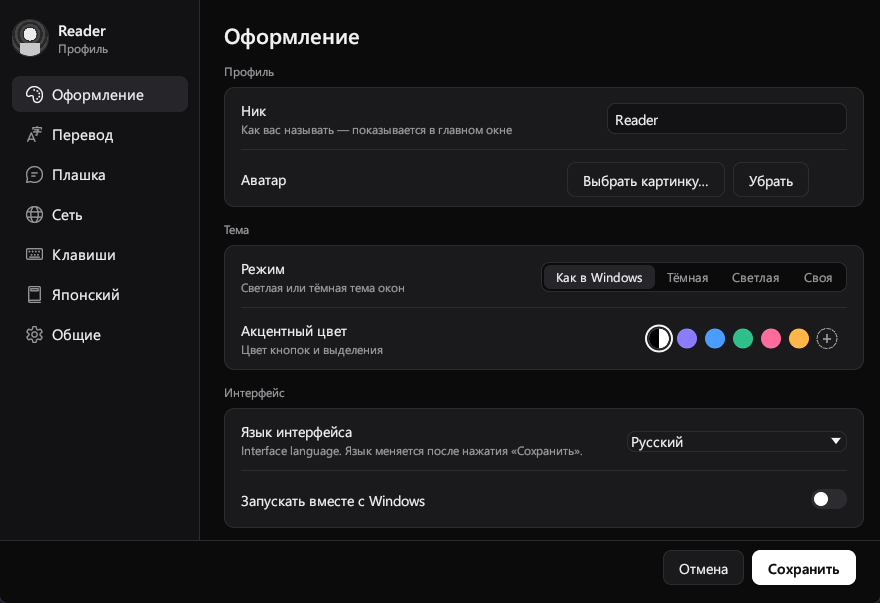 Reader
Профиль
Оформление
Перевод
Плашка
Сеть
Клавиши
Японский
Общие
Оформление
Профиль
Ник
Как вас называть — показывается в главном окне
Reader
Аватар
Выбрать картинку...
Убрать
Тема
Режим
Светлая или тёмная тема окон
Как в Windows
Тёмная
Светлая
Своя
Акцентный цвет
Цвет кнопок и выделения
Интерфейс
Язык интерфейса
Interface language. Язык меняется после нажатия «Сохранить».
Русский
Запускать вместе с Windows
Отмена
Сохранить